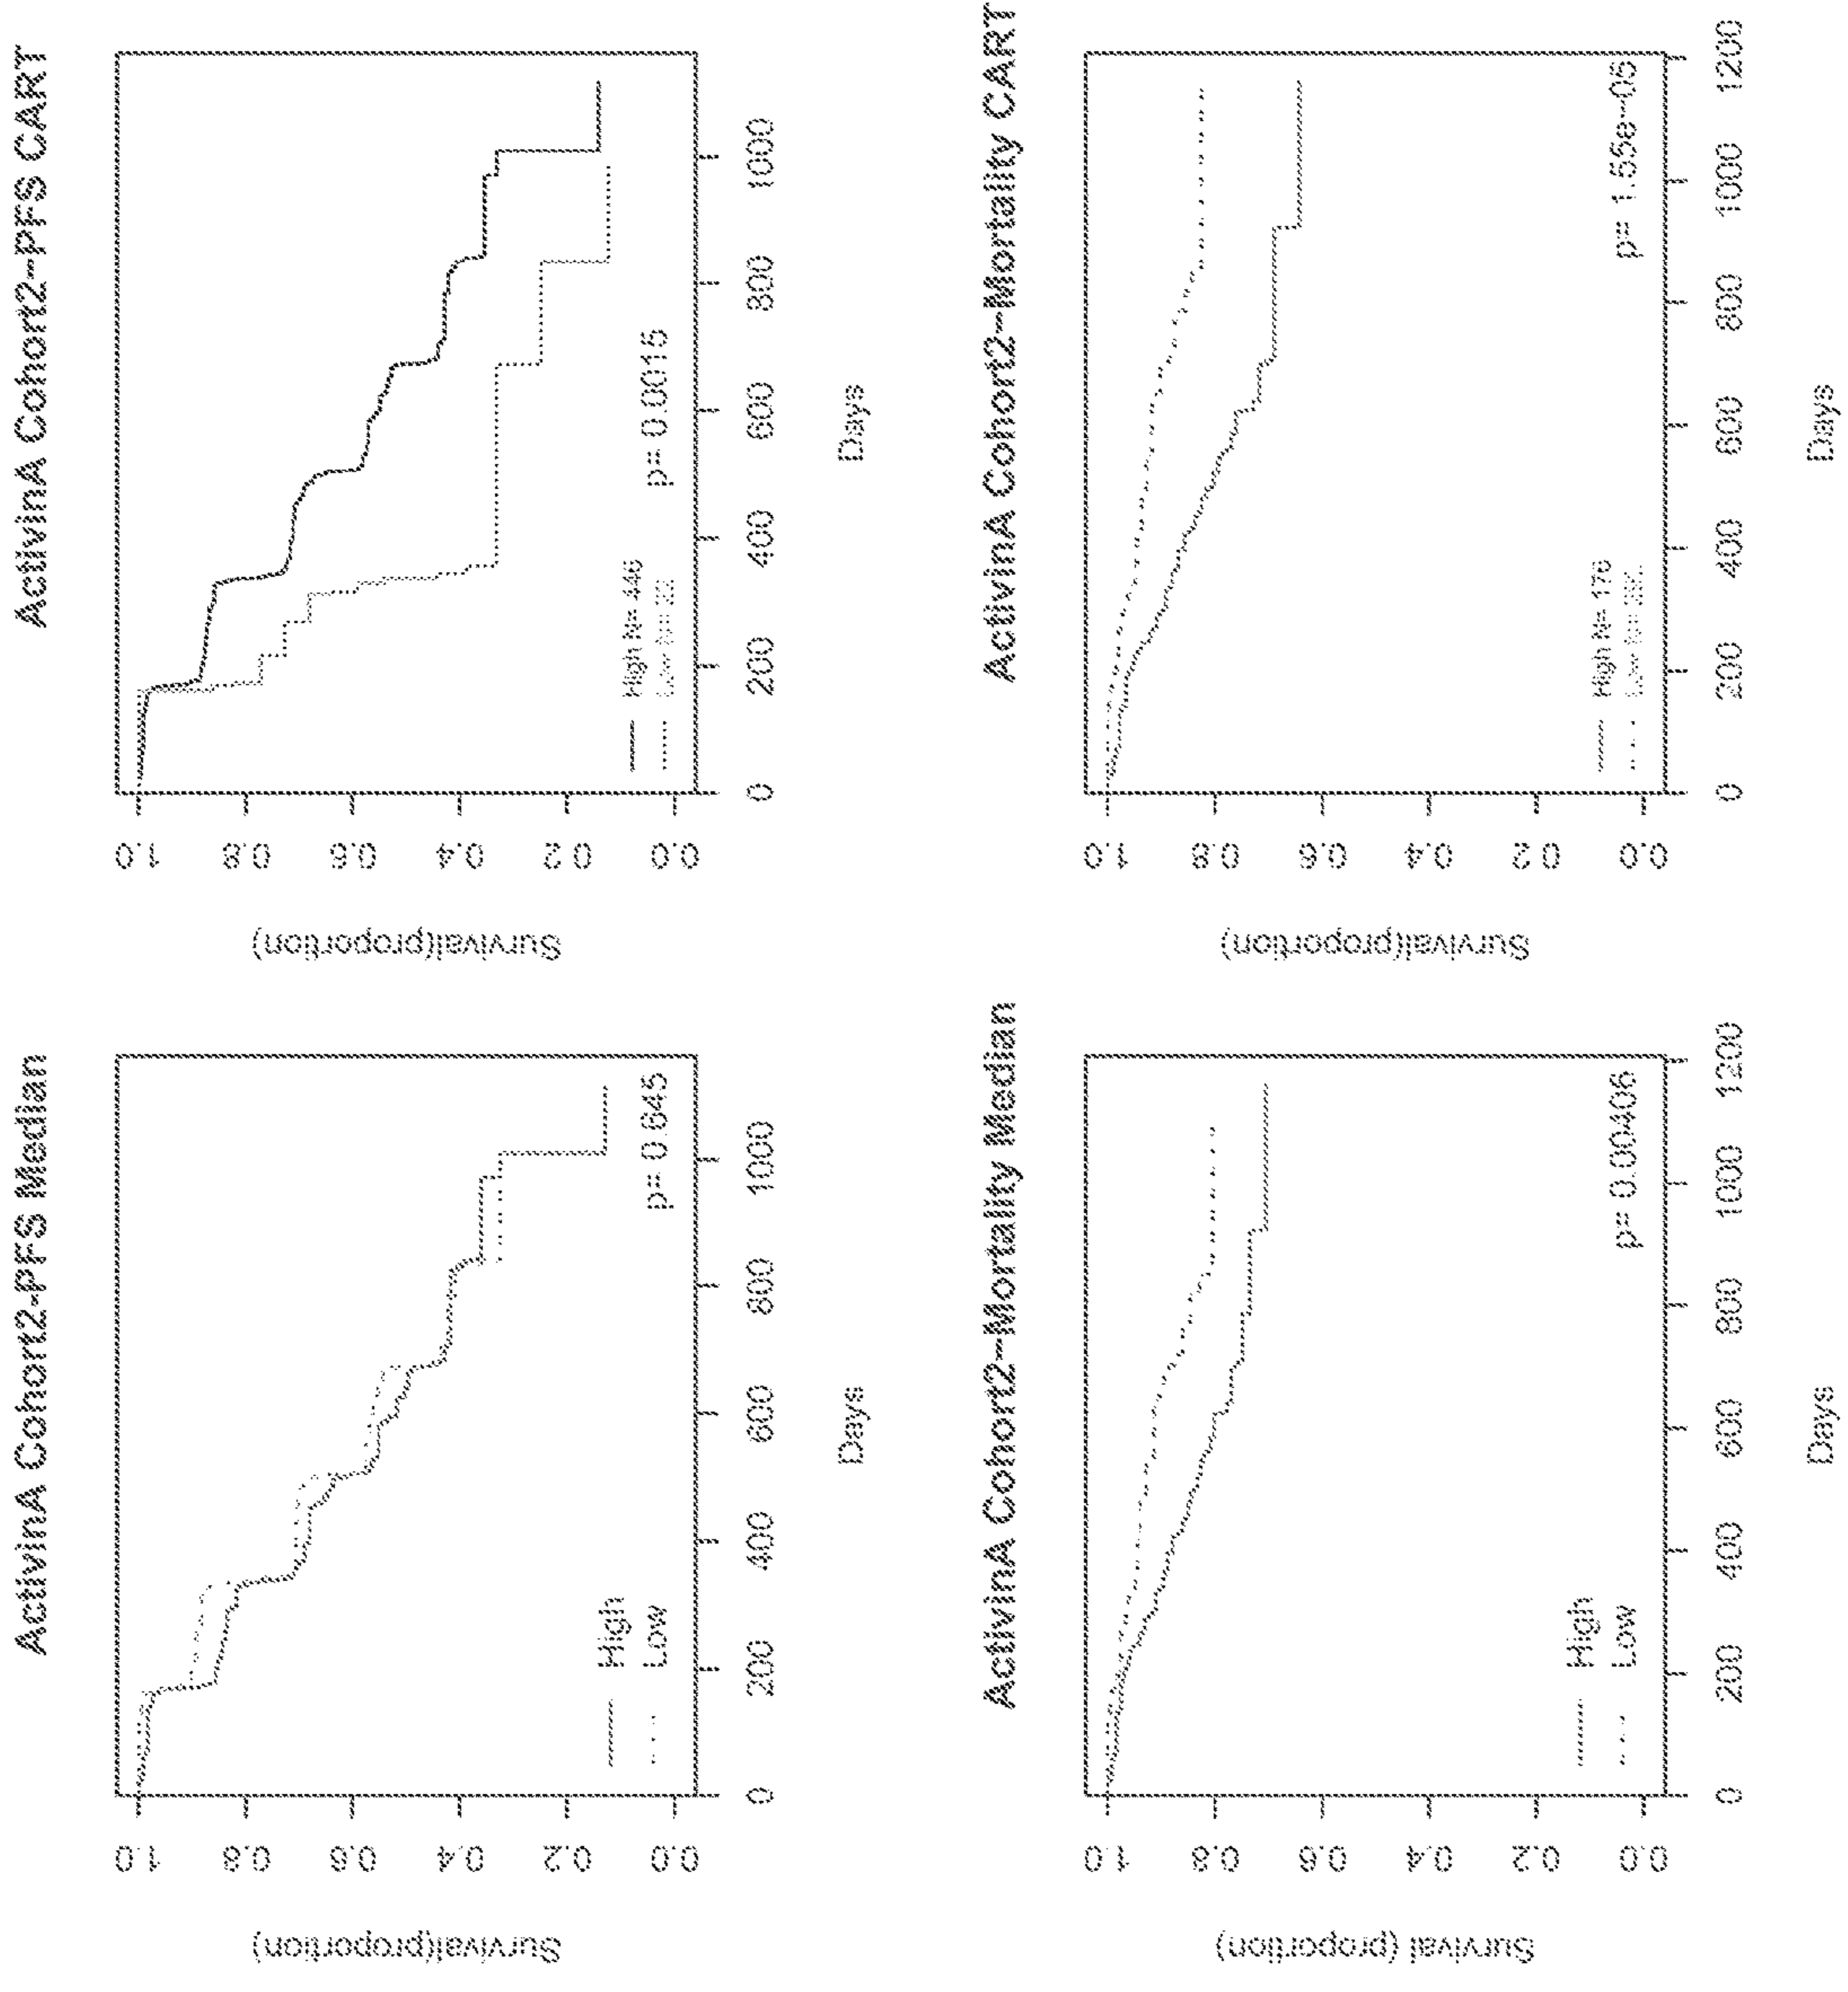 ActivinA Cohort2-PFS Median
Survival(proportion)
1.0
0.8
0.6
0.4
0.2
0.0
High
Low
p= 0.645
0 200 400 600 800 1000
Days
ActivinA Cohort2-PFS CART
Survival(proportion)
1.0
0.8
0.6
0.4
0.2
0.0
High N= 446
Low N=
p= 0.0015
0 200 400 600 800 1000
Days
ActivinA Cohort2-Mortality Median
Survival (proportion)
1.0
0.8
0.6
0.4
0.2
0.0
High
Low
p= 0.00406
0 200 400 600 800 1000 1200
Days
ActivinA Cohort2-Mortality CART
Survival(proportion)
1.0
0.8
0.6
0.4
0.2
0.0
High N= 176
Low N=
p= 1.55e-05
0 200 400 600 800 1000 1200
Days